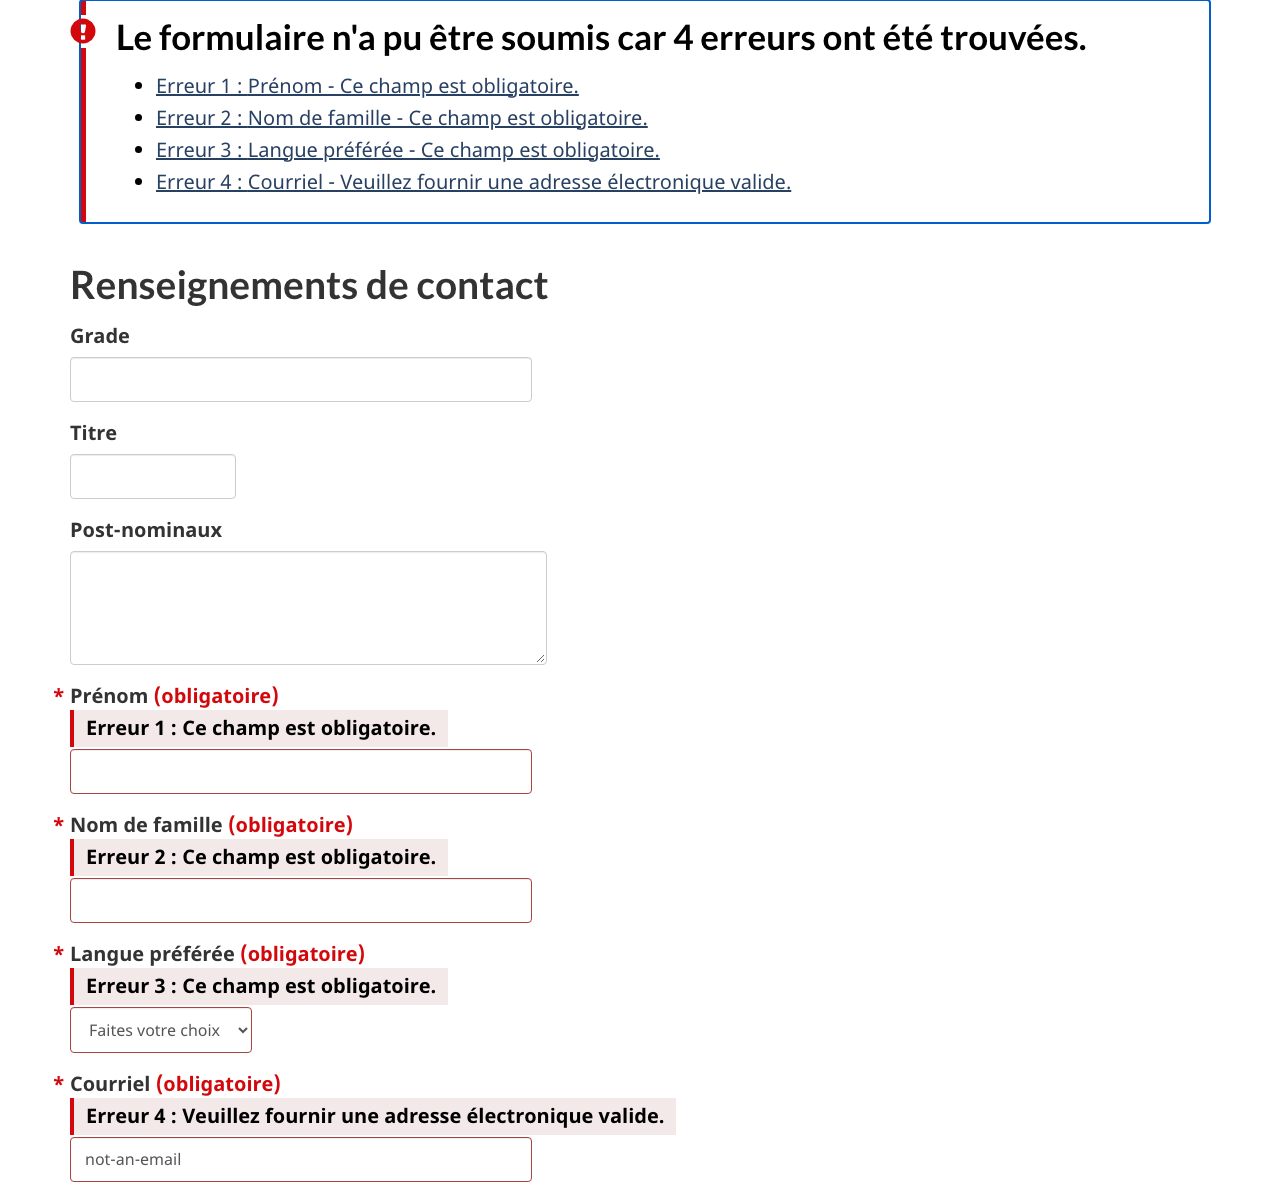 Le formulaire n'a pu être soumis car 4 erreurs ont été trouvées.
Erreur 1 : Prénom - Ce champ est obligatoire.
Erreur 2 : Nom de famille - Ce champ est obligatoire.
Erreur 3 : Langue préférée - Ce champ est obligatoire.
Erreur 4 : Courriel - Veuillez fournir une adresse électronique valide.
Renseignements de contact
Grade
Titre
Post-nominaux
* Prénom (obligatoire)
Erreur 1 : Ce champ est obligatoire.
* Nom de famille (obligatoire)
Erreur 2 : Ce champ est obligatoire.
* Langue préférée (obligatoire)
Erreur 3 : Ce champ est obligatoire.
Faites votre choix
* Courriel (obligatoire)
Erreur 4 : Veuillez fournir une adresse électronique valide.
not-an-email